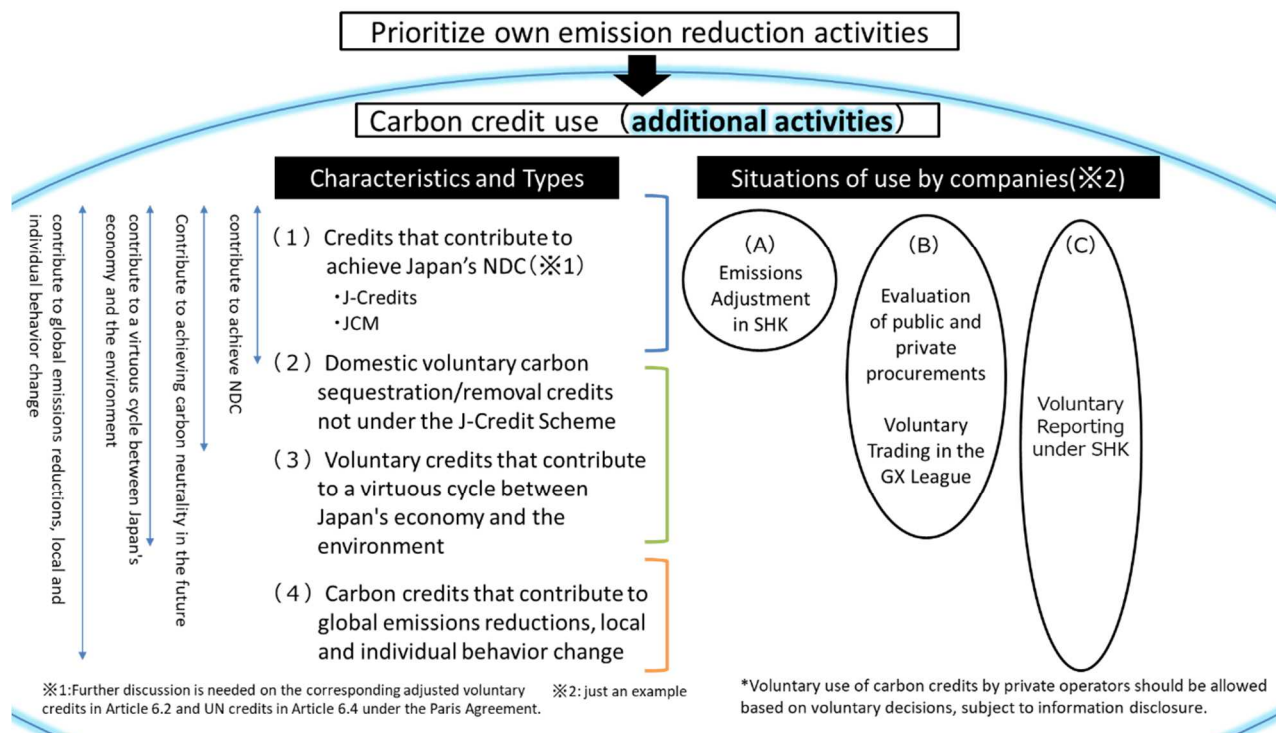 Prioritize own emission reduction activities
Carbon credit use （additional activities）
Characteristics and Types
Situations of use by companies(※2)
contribute to global emissions reductions, local and
individual behavior change
contribute to a virtuous cycle between Japan's
economy and the environment
Contribute to achieving carbon neutrality in the future
contribute to achieve NDC
（1）Credits that contribute to
achieve Japan's NDC(※1)
・J-Credits
・JCM
（2）Domestic voluntary carbon
sequestration/removal credits
not under the J-Credit Scheme
（3）Voluntary credits that contribute
to a virtuous cycle between
Japan's economy and the
environment
（4）Carbon credits that contribute to
global emissions reductions, local
and individual behavior change
（A）
Emissions
Adjustment
in SHK
（B）
Evaluation
of public and
private
procurements
Voluntary
Trading in the
GX League
（C）
Voluntary
Reporting
under SHK
※1:Further discussion is needed on the corresponding adjusted voluntary
credits in Article 6.2 and UN credits in Article 6.4 under the Paris Agreement.
※2: just an example
*Voluntary use of carbon credits by private operators should be allowed
based on voluntary decisions, subject to information disclosure.